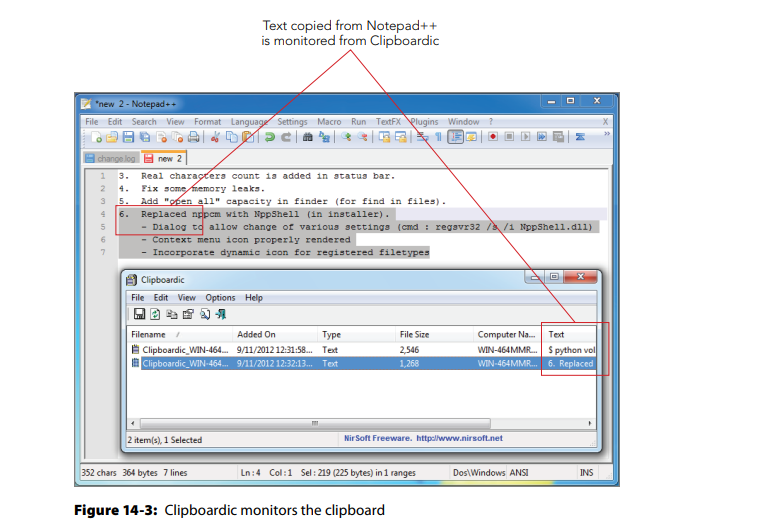 Text copied from Notepad++
is monitored from Clipboardic
*new 2 - Notepad++
File Edit Search View Format Language Settings Macro Run TextFX Plugins Window ? X
change.log new 2
1 3. Real characters count is added in status bar.
2 4. Fix some memory leaks.
3 5. Add "open all" capacity in finder (for find in files).
4 6. Replaced nppcm with NppShell (in installer).
5 - Dialog to allow change of various settings (cmd : regsvr32 /s /i NppShell.dll)
6 - Context menu icon properly rendered
7 - Incorporate dynamic icon for registered filetypes
Clipboardic
File Edit View Options Help
Filename / Added On Type File Size Computer Na... Text
Clipboardic_WIN-464... 9/11/2012 12:31:58... Text 2,546 WIN-464MMR... $ python vol
Clipboardic_WIN-464... 9/11/2012 12:32:13... Text 1,268 WIN-464MMR... 6. Replaced
2 item(s), 1 Selected NirSoft Freeware. http://www.nirsoft.net
352 chars 364 bytes 7 lines Ln : 4 Col : 1 Sel : 219 (225 bytes) in 1 ranges Dos\Windows ANSI INS
Figure 14-3: Clipboardic monitors the clipboard